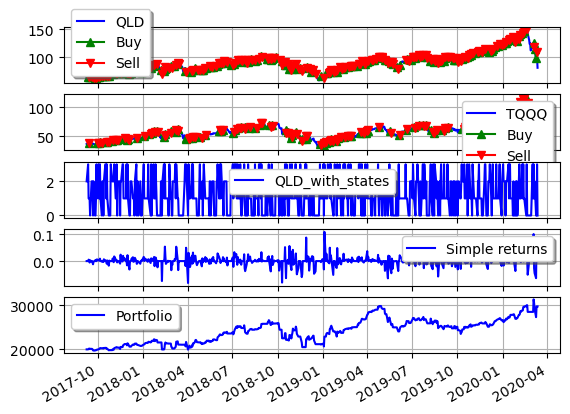 150
100
QLD
Buy
Sell
100
50
TQQQ
Buy
Sell
2
0
QLD_with_states
0.1
0.0
Simple returns
30000
20000
Portfolio
2017-10
2018-01
2018-04
2018-07
2018-10
2019-01
2019-04
2019-07
2019-10
2020-01
2020-04